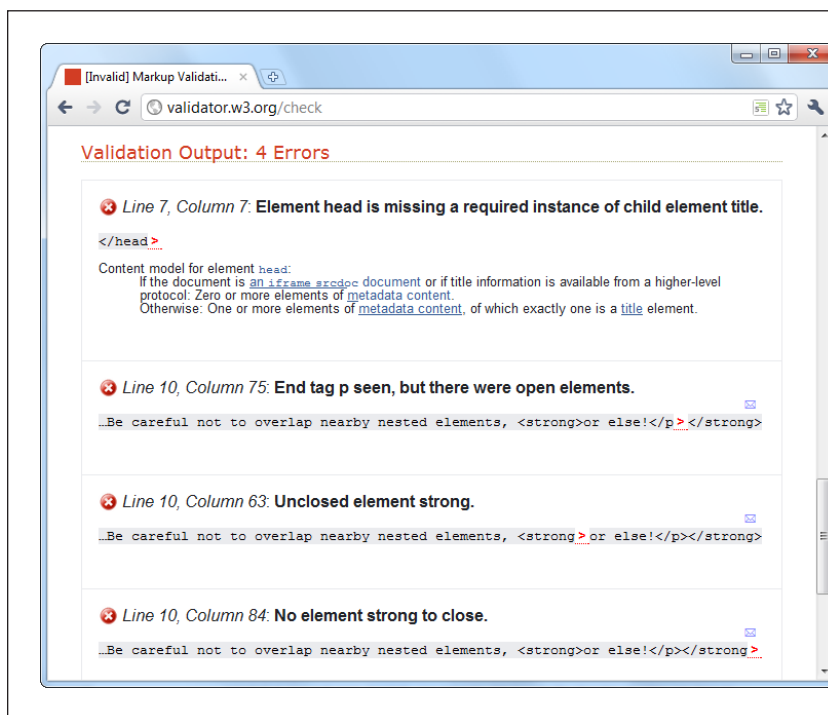 [Invalid] Markup Validati...
validator.w3.org/check
Validation Output: 4 Errors
Line 7, Column 7: Element head is missing a required instance of child element title.
</head>
Content model for element head:
If the document is an iframe srcdoc document or if title information is available from a higher-level
protocol: Zero or more elements of metadata content.
Otherwise: One or more elements of metadata content, of which exactly one is a title element.
Line 10, Column 75: End tag p seen, but there were open elements.
…Be careful not to overlap nearby nested elements, <strong>or else!</p></strong>
Line 10, Column 63: Unclosed element strong.
…Be careful not to overlap nearby nested elements, <strong>or else!</p></strong>
Line 10, Column 84: No element strong to close.
…Be careful not to overlap nearby nested elements, <strong>or else!</p></strong>